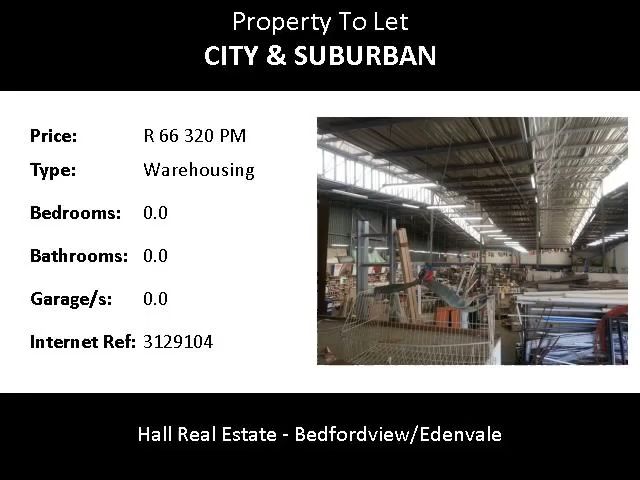 Property To Let
CITY & SUBURBAN
Price: R 66 320 PM
Type: Warehousing
Bedrooms: 0.0
Bathrooms: 0.0
Garage/s: 0.0
Internet Ref: 3129104
Hall Real Estate - Bedfordview/Edenvale